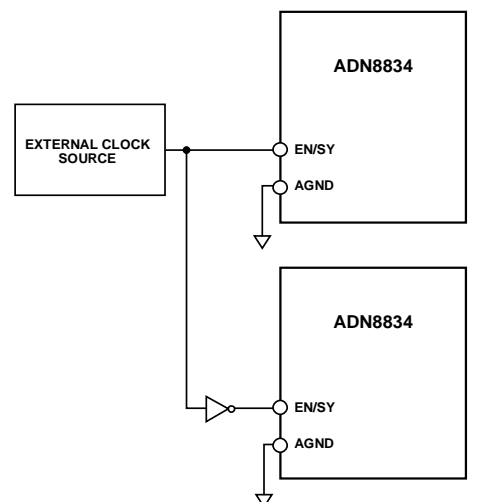 ADN8834
EXTERNAL CLOCK
SOURCE
EN/SY
AGND
ADN8834
EN/SY
AGND